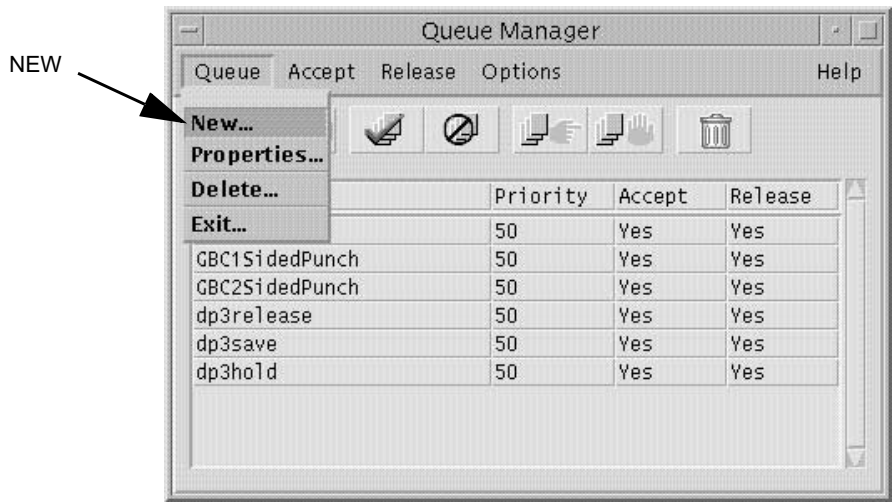 Queue Manager
NEW
Queue Accept Release Options Help
New...
Properties...
Delete...
Exit...
Priority Accept Release
50 Yes Yes
GBC1SidedPunch 50 Yes Yes
GBC2SidedPunch 50 Yes Yes
dp3release 50 Yes Yes
dp3save 50 Yes Yes
dp3hold 50 Yes Yes